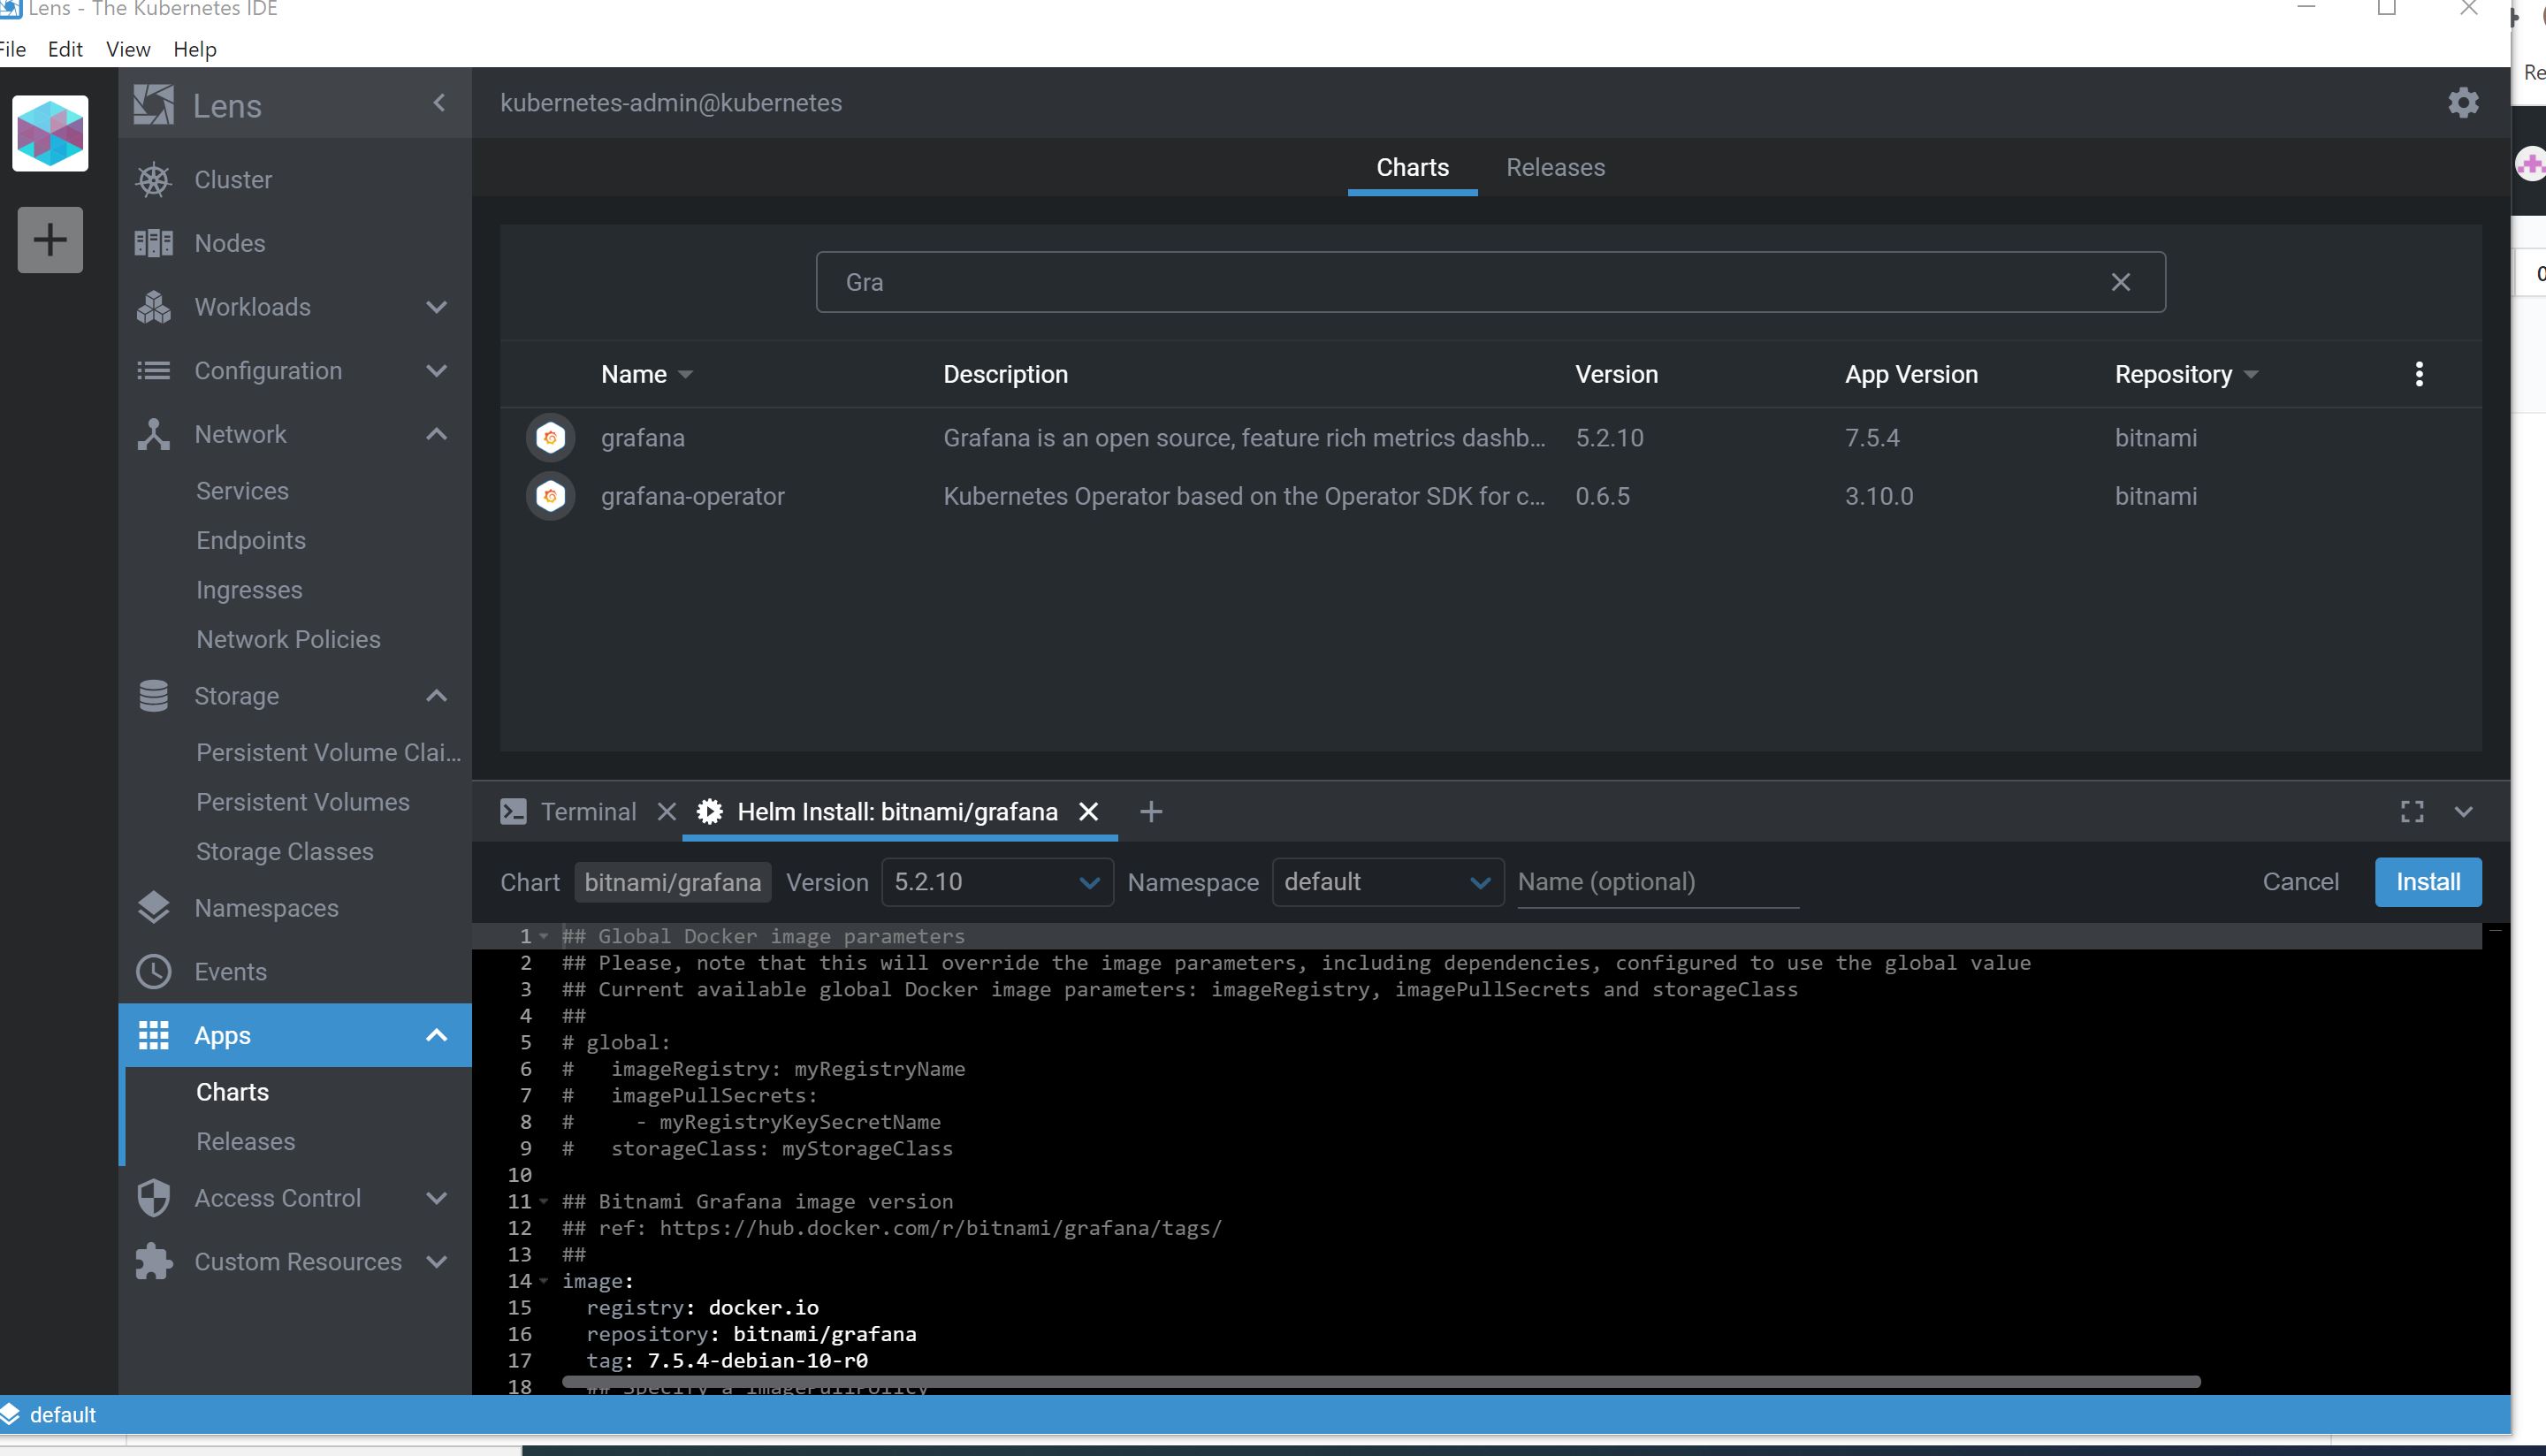 Lens - The Kubernetes IDE
File Edit View Help
Lens
kubernetes-admin@kubernetes
Cluster
Nodes
Workloads
Configuration
Network
Services
Endpoints
Ingresses
Network Policies
Storage
Persistent Volume Clai...
Persistent Volumes
Storage Classes
Namespaces
Events
Apps
Charts
Releases
Access Control
Custom Resources
Charts Releases
Gra
Name Description Version App Version Repository
grafana Grafana is an open source, feature rich metrics dashb... 5.2.10 7.5.4 bitnami
grafana-operator Kubernetes Operator based on the Operator SDK for c... 0.6.5 3.10.0 bitnami
Terminal Helm Install: bitnami/grafana
Chart bitnami/grafana Version 5.2.10 Namespace default Name (optional) Cancel Install
1 ## Global Docker image parameters
2 ## Please, note that this will override the image parameters, including dependencies, configured to use the global value
3 ## Current available global Docker image parameters: imageRegistry, imagePullSecrets and storageClass
4 ##
5 # global:
6 #   imageRegistry: myRegistryName
7 #   imagePullSecrets:
8 #     - myRegistryKeySecretName
9 #   storageClass: myStorageClass
10
11 ## Bitnami Grafana image version
12 ## ref: https://hub.docker.com/r/bitnami/grafana/tags/
13 ##
14 image:
15   registry: docker.io
16   repository: bitnami/grafana
17   tag: 7.5.4-debian-10-r0
18   ## Specify a imagePullPolicy
default
Re